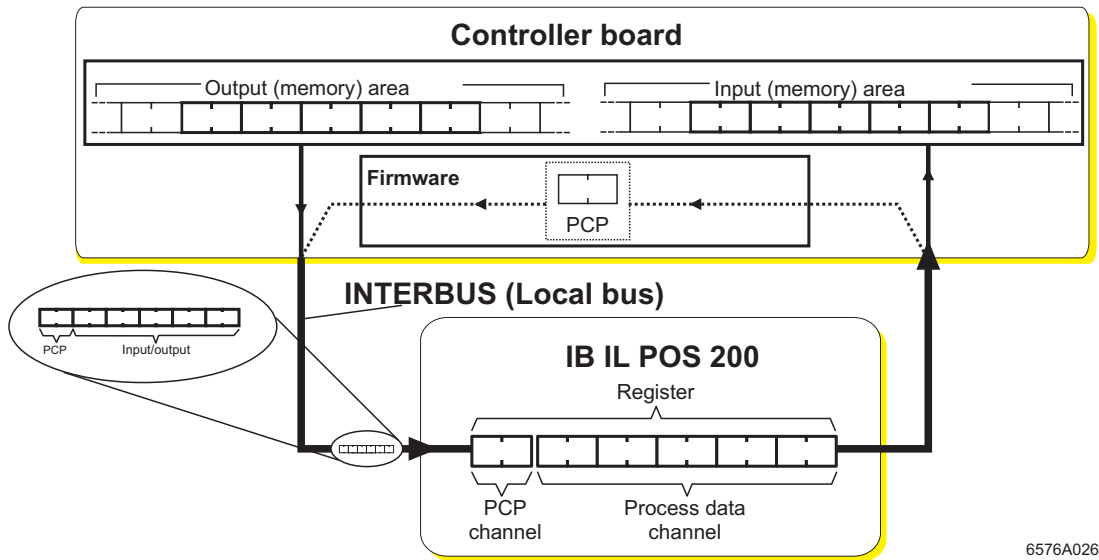 Controller board
Output (memory) area
Input (memory) area
Firmware
PCP
INTERBUS (Local bus)
PCP
Input/output
IB IL POS 200
Register
PCP
channel
Process data
channel
6576A026